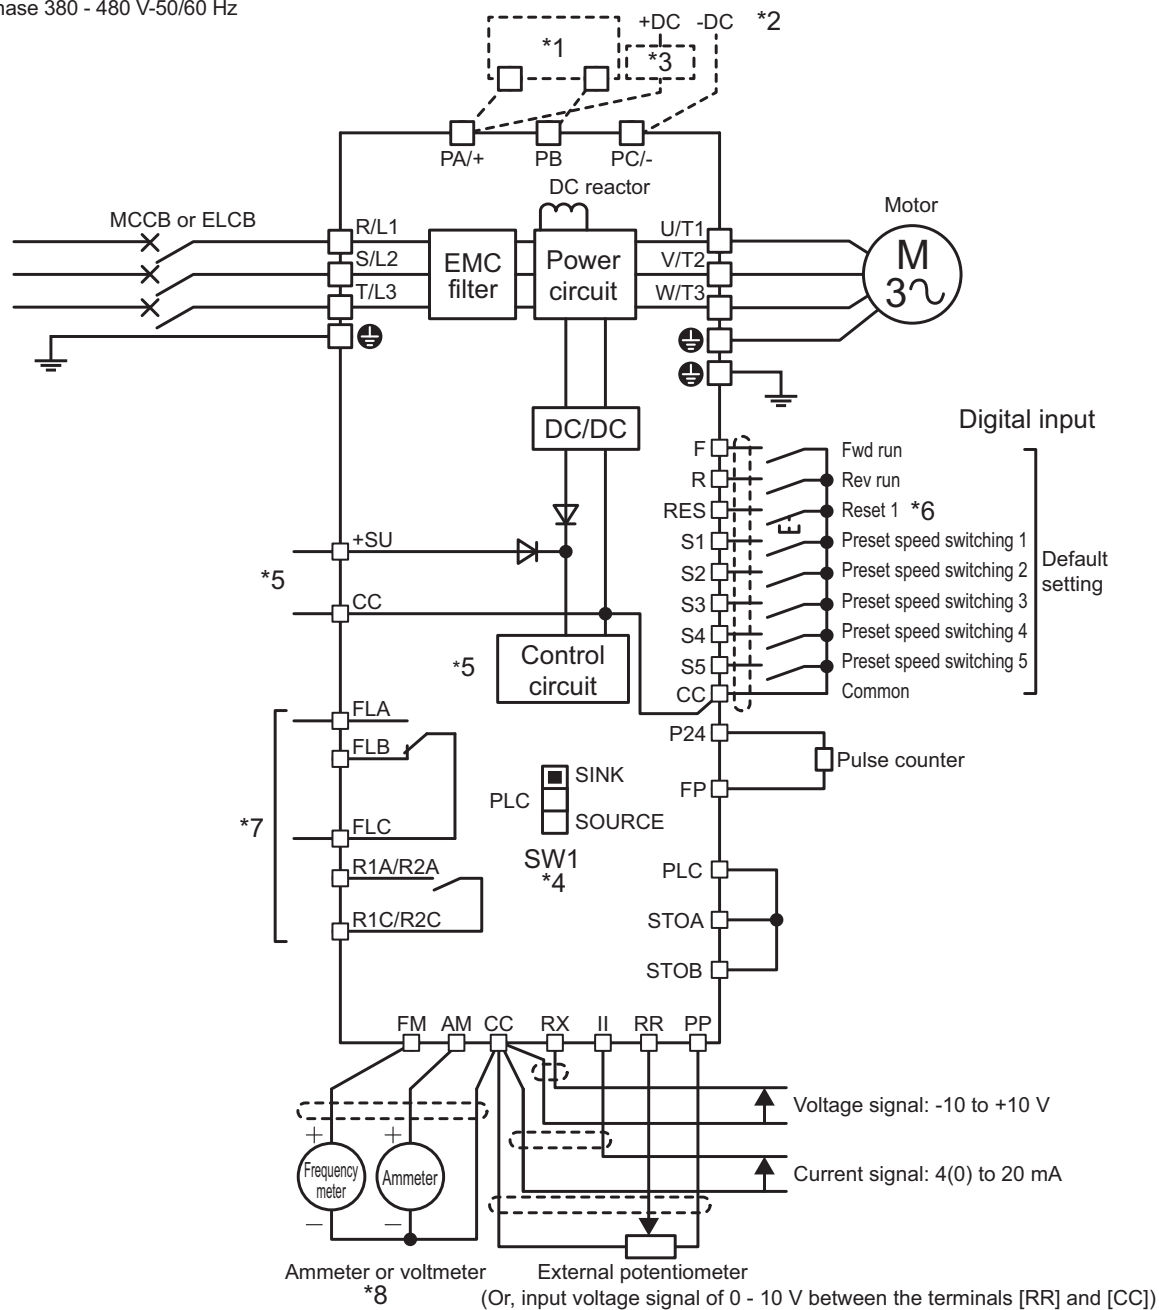 hase 380 - 480 V-50/60 Hz
+DC -DC *2
*1
*3
PA/+ PB PC/-
DC reactor
MCCB or ELCB
Motor
R/L1
S/L2
T/L3
EMC
filter
Power
circuit
U/T1
V/T2
W/T3
M
3
DC/DC
Digital input
F Fwd run
R Rev run
RES Reset 1 *6
S1 Preset speed switching 1
S2 Preset speed switching 2
S3 Preset speed switching 3
S4 Preset speed switching 4
S5 Preset speed switching 5
CC Common
Default
setting
+SU
*5
CC
*5
Control
circuit
FLA
FLB
FLC
*7
R1A/R2A
R1C/R2C
SINK
PLC
SOURCE
SW1
*4
P24
FP
Pulse counter
PLC
STOA
STOB
FM AM CC RX II RR PP
Voltage signal: -10 to +10 V
Current signal: 4(0) to 20 mA
+ +
Frequency
meter
Ammeter
− −
Ammeter or voltmeter
*8
External potentiometer
(Or, input voltage signal of 0 - 10 V between the terminals [RR] and [CC])